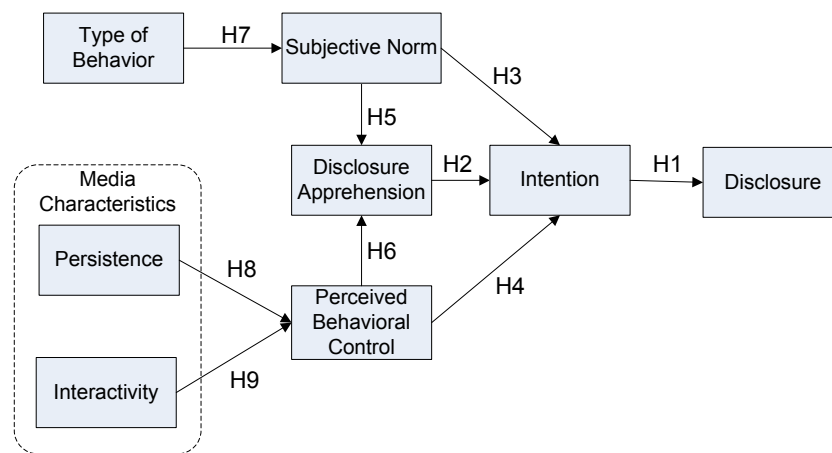 Type of
Behavior
H7
Subjective Norm
H3
H5
Disclosure
Apprehension
H2
Intention
H1
Disclosure
Media
Characteristics
Persistence
H8
H6
H4
Perceived
Behavioral
Control
Interactivity
H9